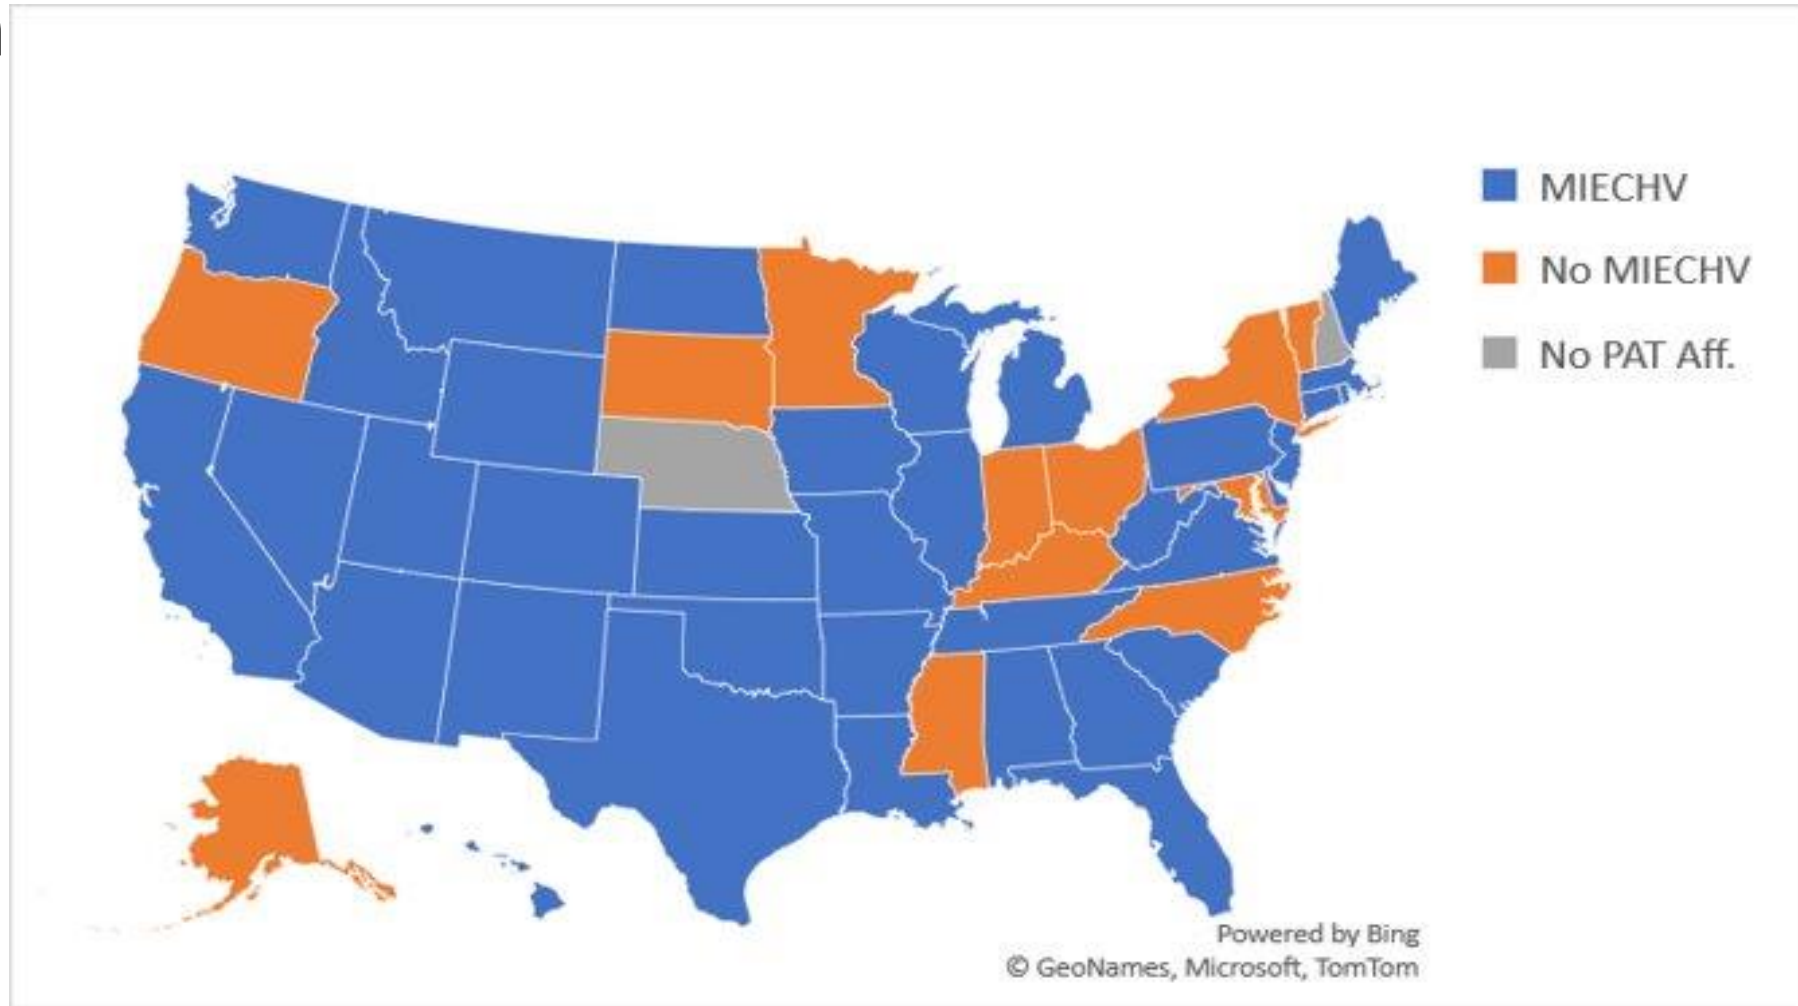 MIECHV
No MIECHV
No PAT Aff.
Powered by Bing
© GeoNames, Microsoft, TomTom